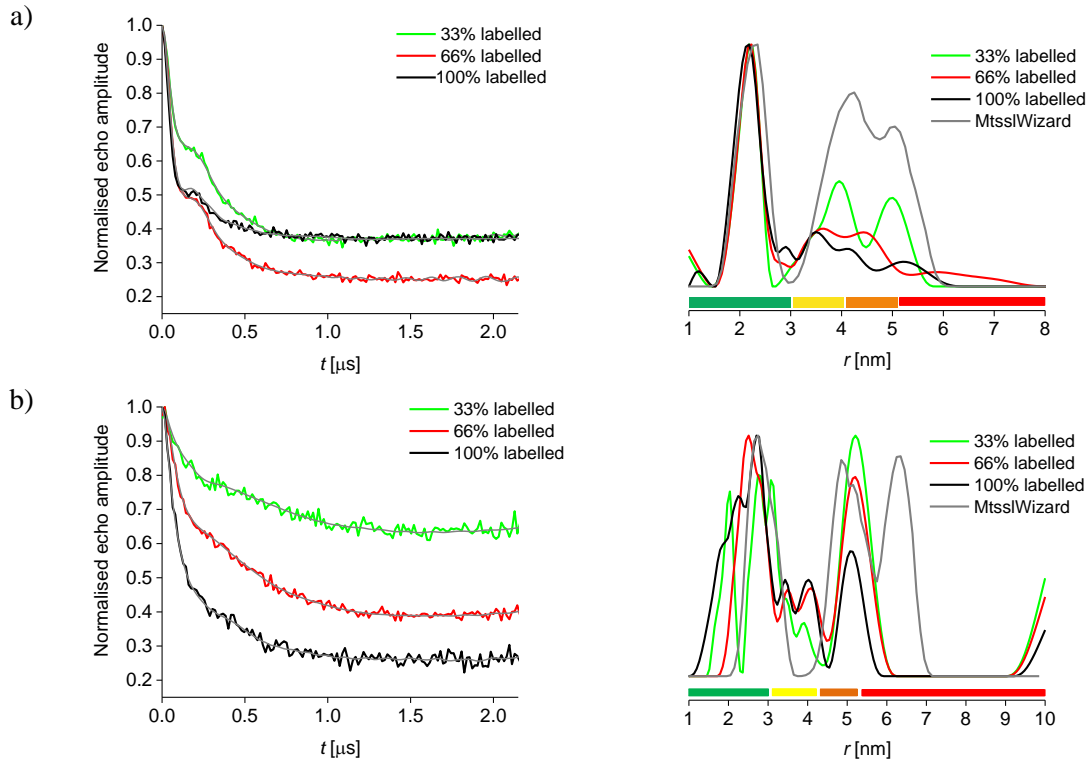 a)
Normalised echo amplitude
1.0
0.9
0.8
0.7
0.6
0.5
0.4
0.3
0.2
33% labelled
66% labelled
100% labelled
0.0 0.5 1.0 1.5 2.0
t [μs]
33% labelled
66% labelled
100% labelled
MtsslWizard
1 2 3 4 5 6 7 8
r [nm]
b)
Normalised echo amplitude
1.0
0.9
0.8
0.7
0.6
0.5
0.4
0.3
0.2
33% labelled
66% labelled
100% labelled
0.0 0.5 1.0 1.5 2.0
t [μs]
33% labelled
66% labelled
100% labelled
MtsslWizard
1 2 3 4 5 6 7 8 9 10
r [nm]